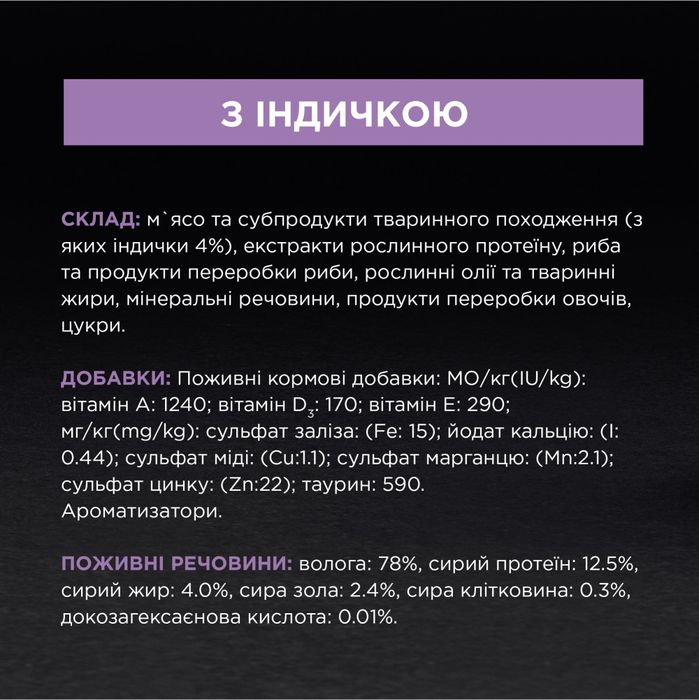 З ІНДИЧКОЮ
СКЛАД: м`ясо та субпродукти тваринного походження (з
яких індички 4%), екстракти рослинного протеїну, риба
та продукти переробки риби, рослинні олії та тваринні
жири, мінеральні речовини, продукти переробки овочів,
цукри.
ДОБАВКИ: Поживні кормові добавки: МО/кг(IU/kg):
вітамін А: 1240; вітамін D₃: 170; вітамін Е: 290;
мг/кг(mg/kg): сульфат заліза: (Fe: 15); йодат кальцію: (I:
0.44); сульфат міді: (Cu:1.1); сульфат марганцю: (Mn:2.1);
сульфат цинку: (Zn:22); таурин: 590.
Ароматизатори.
ПОЖИВНІ РЕЧОВИНИ: волога: 78%, сирий протеїн: 12.5%,
сирий жир: 4.0%, сира зола: 2.4%, сира клітковина: 0.3%,
докозагексаєнова кислота: 0.01%.